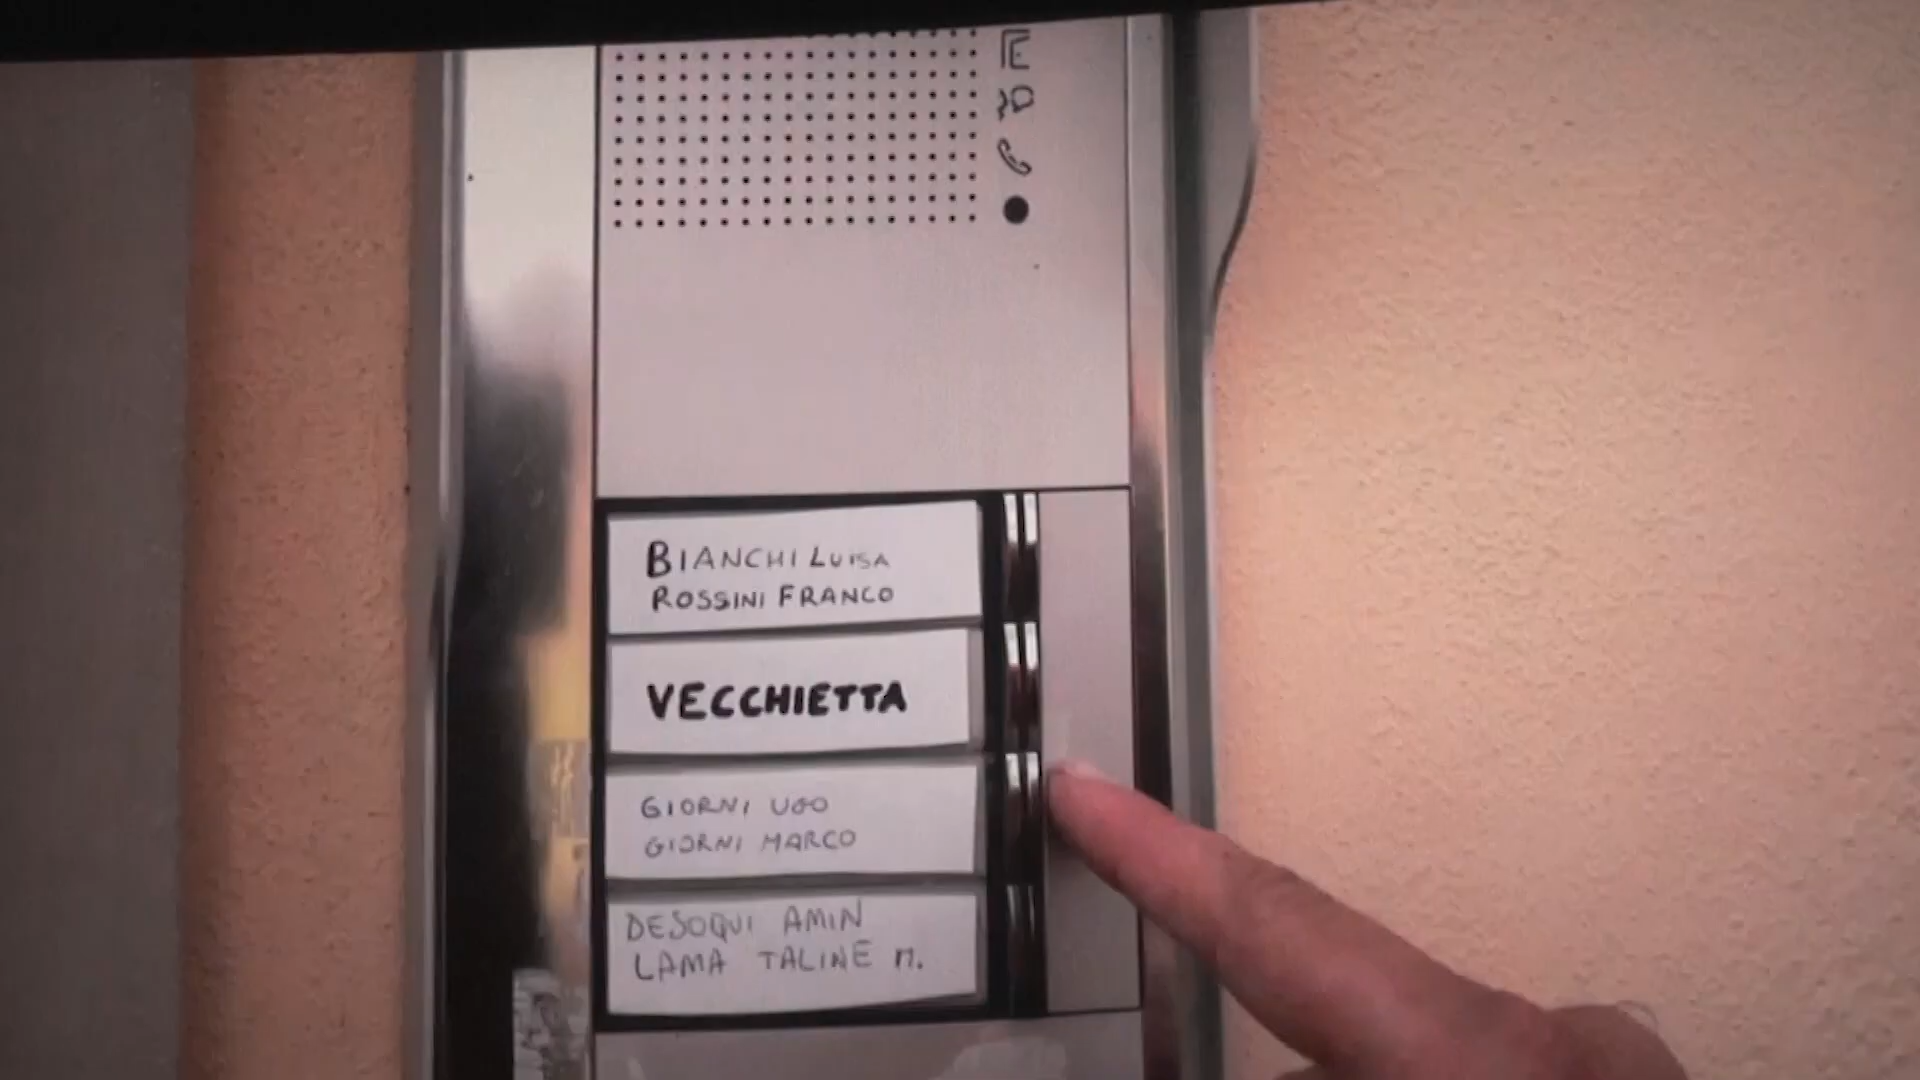 BIANCHI LUISA
ROSSINI FRANCO
VECCHIETTA
GIORNI UGO
GIORNI MARCO
DESOQUI AMIN
LAMA TALINE M.